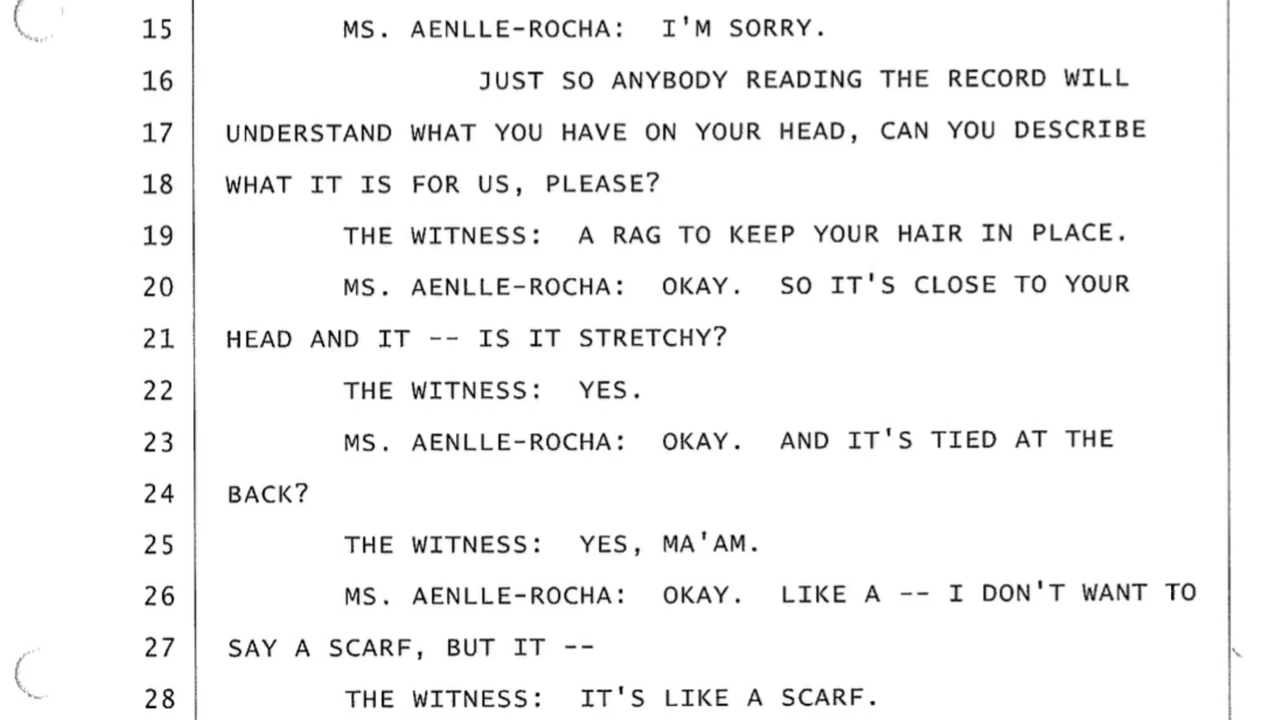 15 MS. AENLLE-ROCHA: I'M SORRY.
16 JUST SO ANYBODY READING THE RECORD WILL
17 UNDERSTAND WHAT YOU HAVE ON YOUR HEAD, CAN YOU DESCRIBE
18 WHAT IT IS FOR US, PLEASE?
19 THE WITNESS: A RAG TO KEEP YOUR HAIR IN PLACE.
20 MS. AENLLE-ROCHA: OKAY. SO IT'S CLOSE TO YOUR
21 HEAD AND IT -- IS IT STRETCHY?
22 THE WITNESS: YES.
23 MS. AENLLE-ROCHA: OKAY. AND IT'S TIED AT THE
24 BACK?
25 THE WITNESS: YES, MA'AM.
26 MS. AENLLE-ROCHA: OKAY. LIKE A -- I DON'T WANT TO
27 SAY A SCARF, BUT IT --
28 THE WITNESS: IT'S LIKE A SCARF.